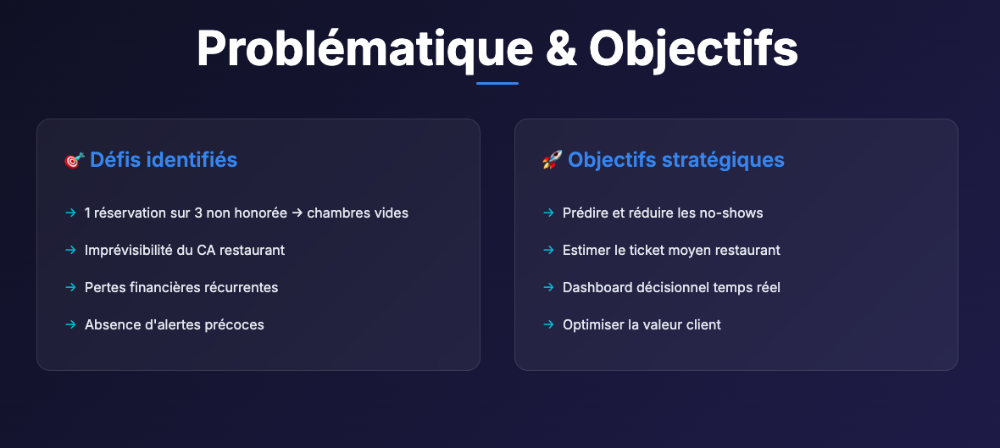 Problématique & Objectifs
🎯 Défis identifiés
→ 1 réservation sur 3 non honorée → chambres vides
→ Imprévisibilité du CA restaurant
→ Pertes financières récurrentes
→ Absence d'alertes précoces
🚀 Objectifs stratégiques
→ Prédire et réduire les no-shows
→ Estimer le ticket moyen restaurant
→ Dashboard décisionnel temps réel
→ Optimiser la valeur client